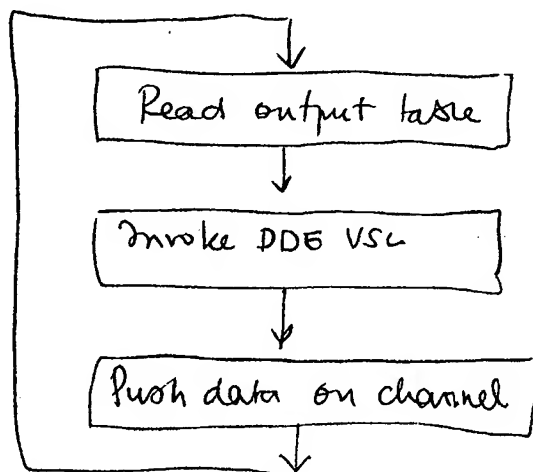 Read output table
Invoke DDE VSL
Push data on channel